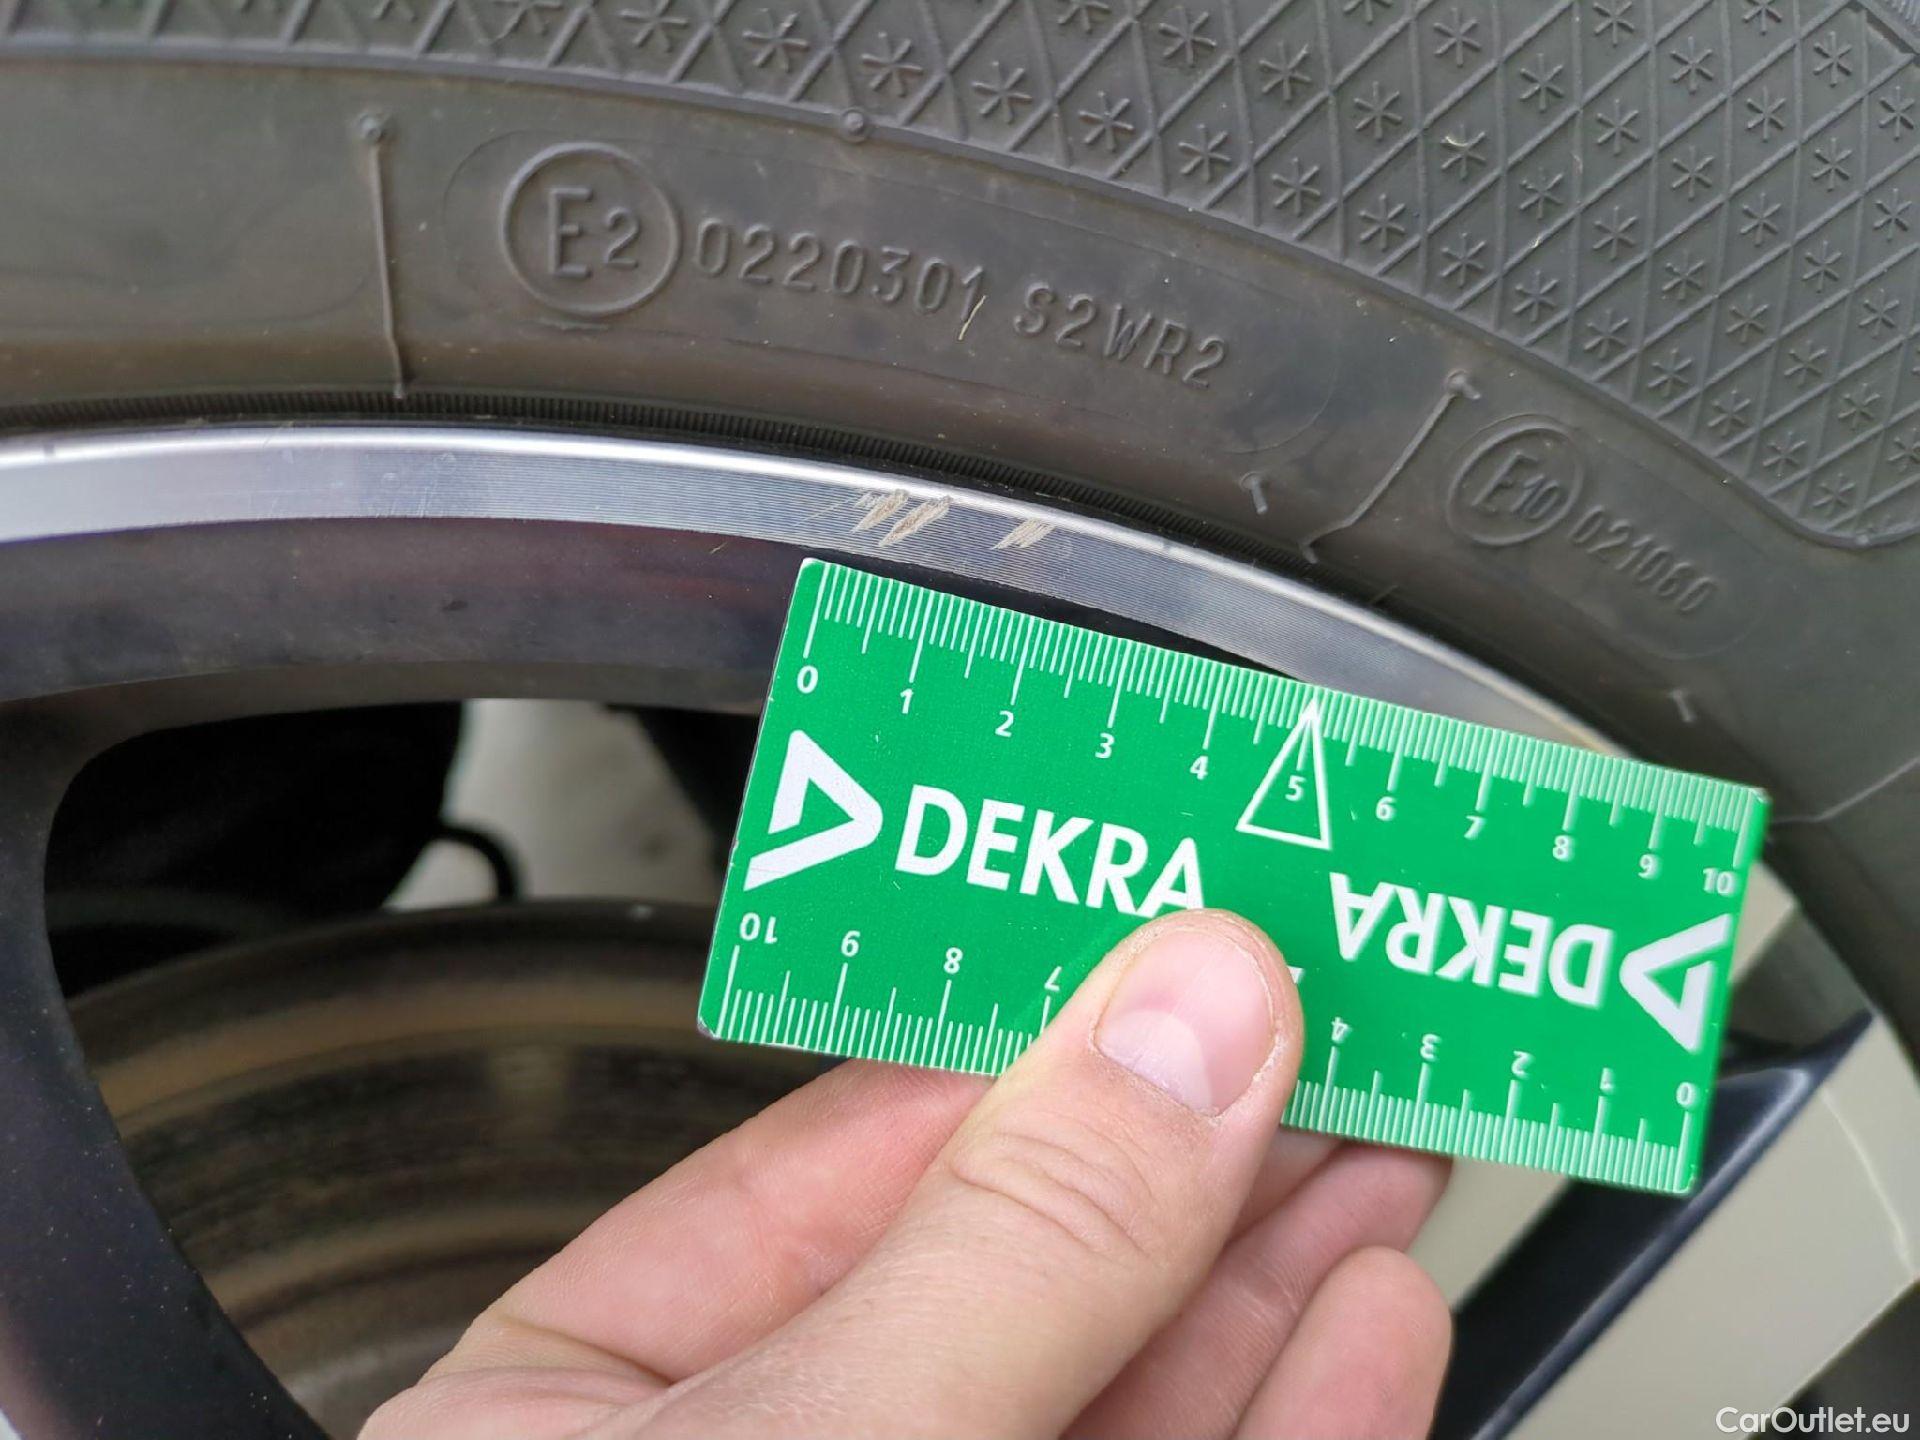 E2 0220301 S2WR2
E10 021060
0 1 2 3 4 5 6 7 8 9 10
DEKRA
DEKRA
10 9 8 7 4 3 2 1 0
CarOutlet.eu